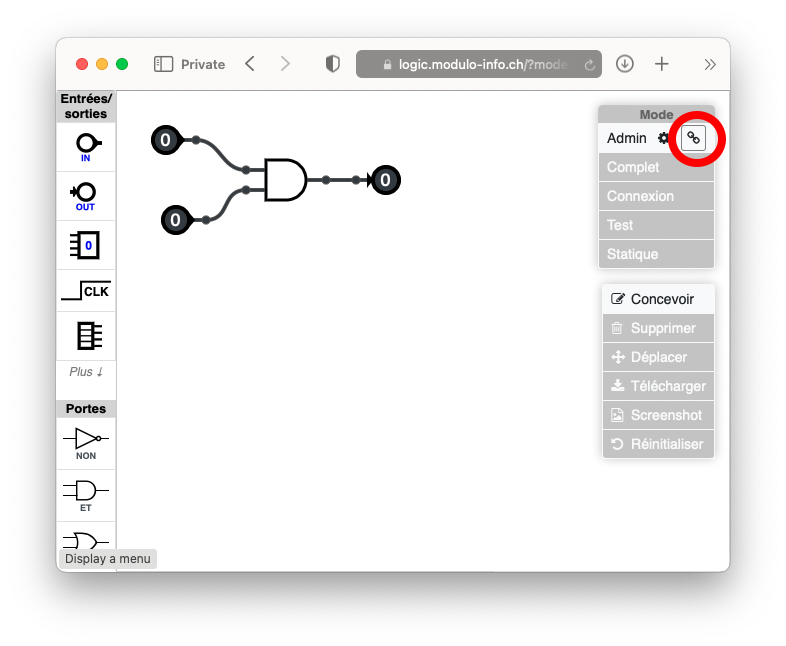 Private
logic.modulo-info.ch/?mode
Entrées/
sorties
IN
OUT
0
CLK
Plus ↓
Portes
NON
ET
Display a menu
0
0
0
Mode
Admin
Complet
Connexion
Test
Statique
Concevoir
Supprimer
Déplacer
Télécharger
Screenshot
Réinitialiser